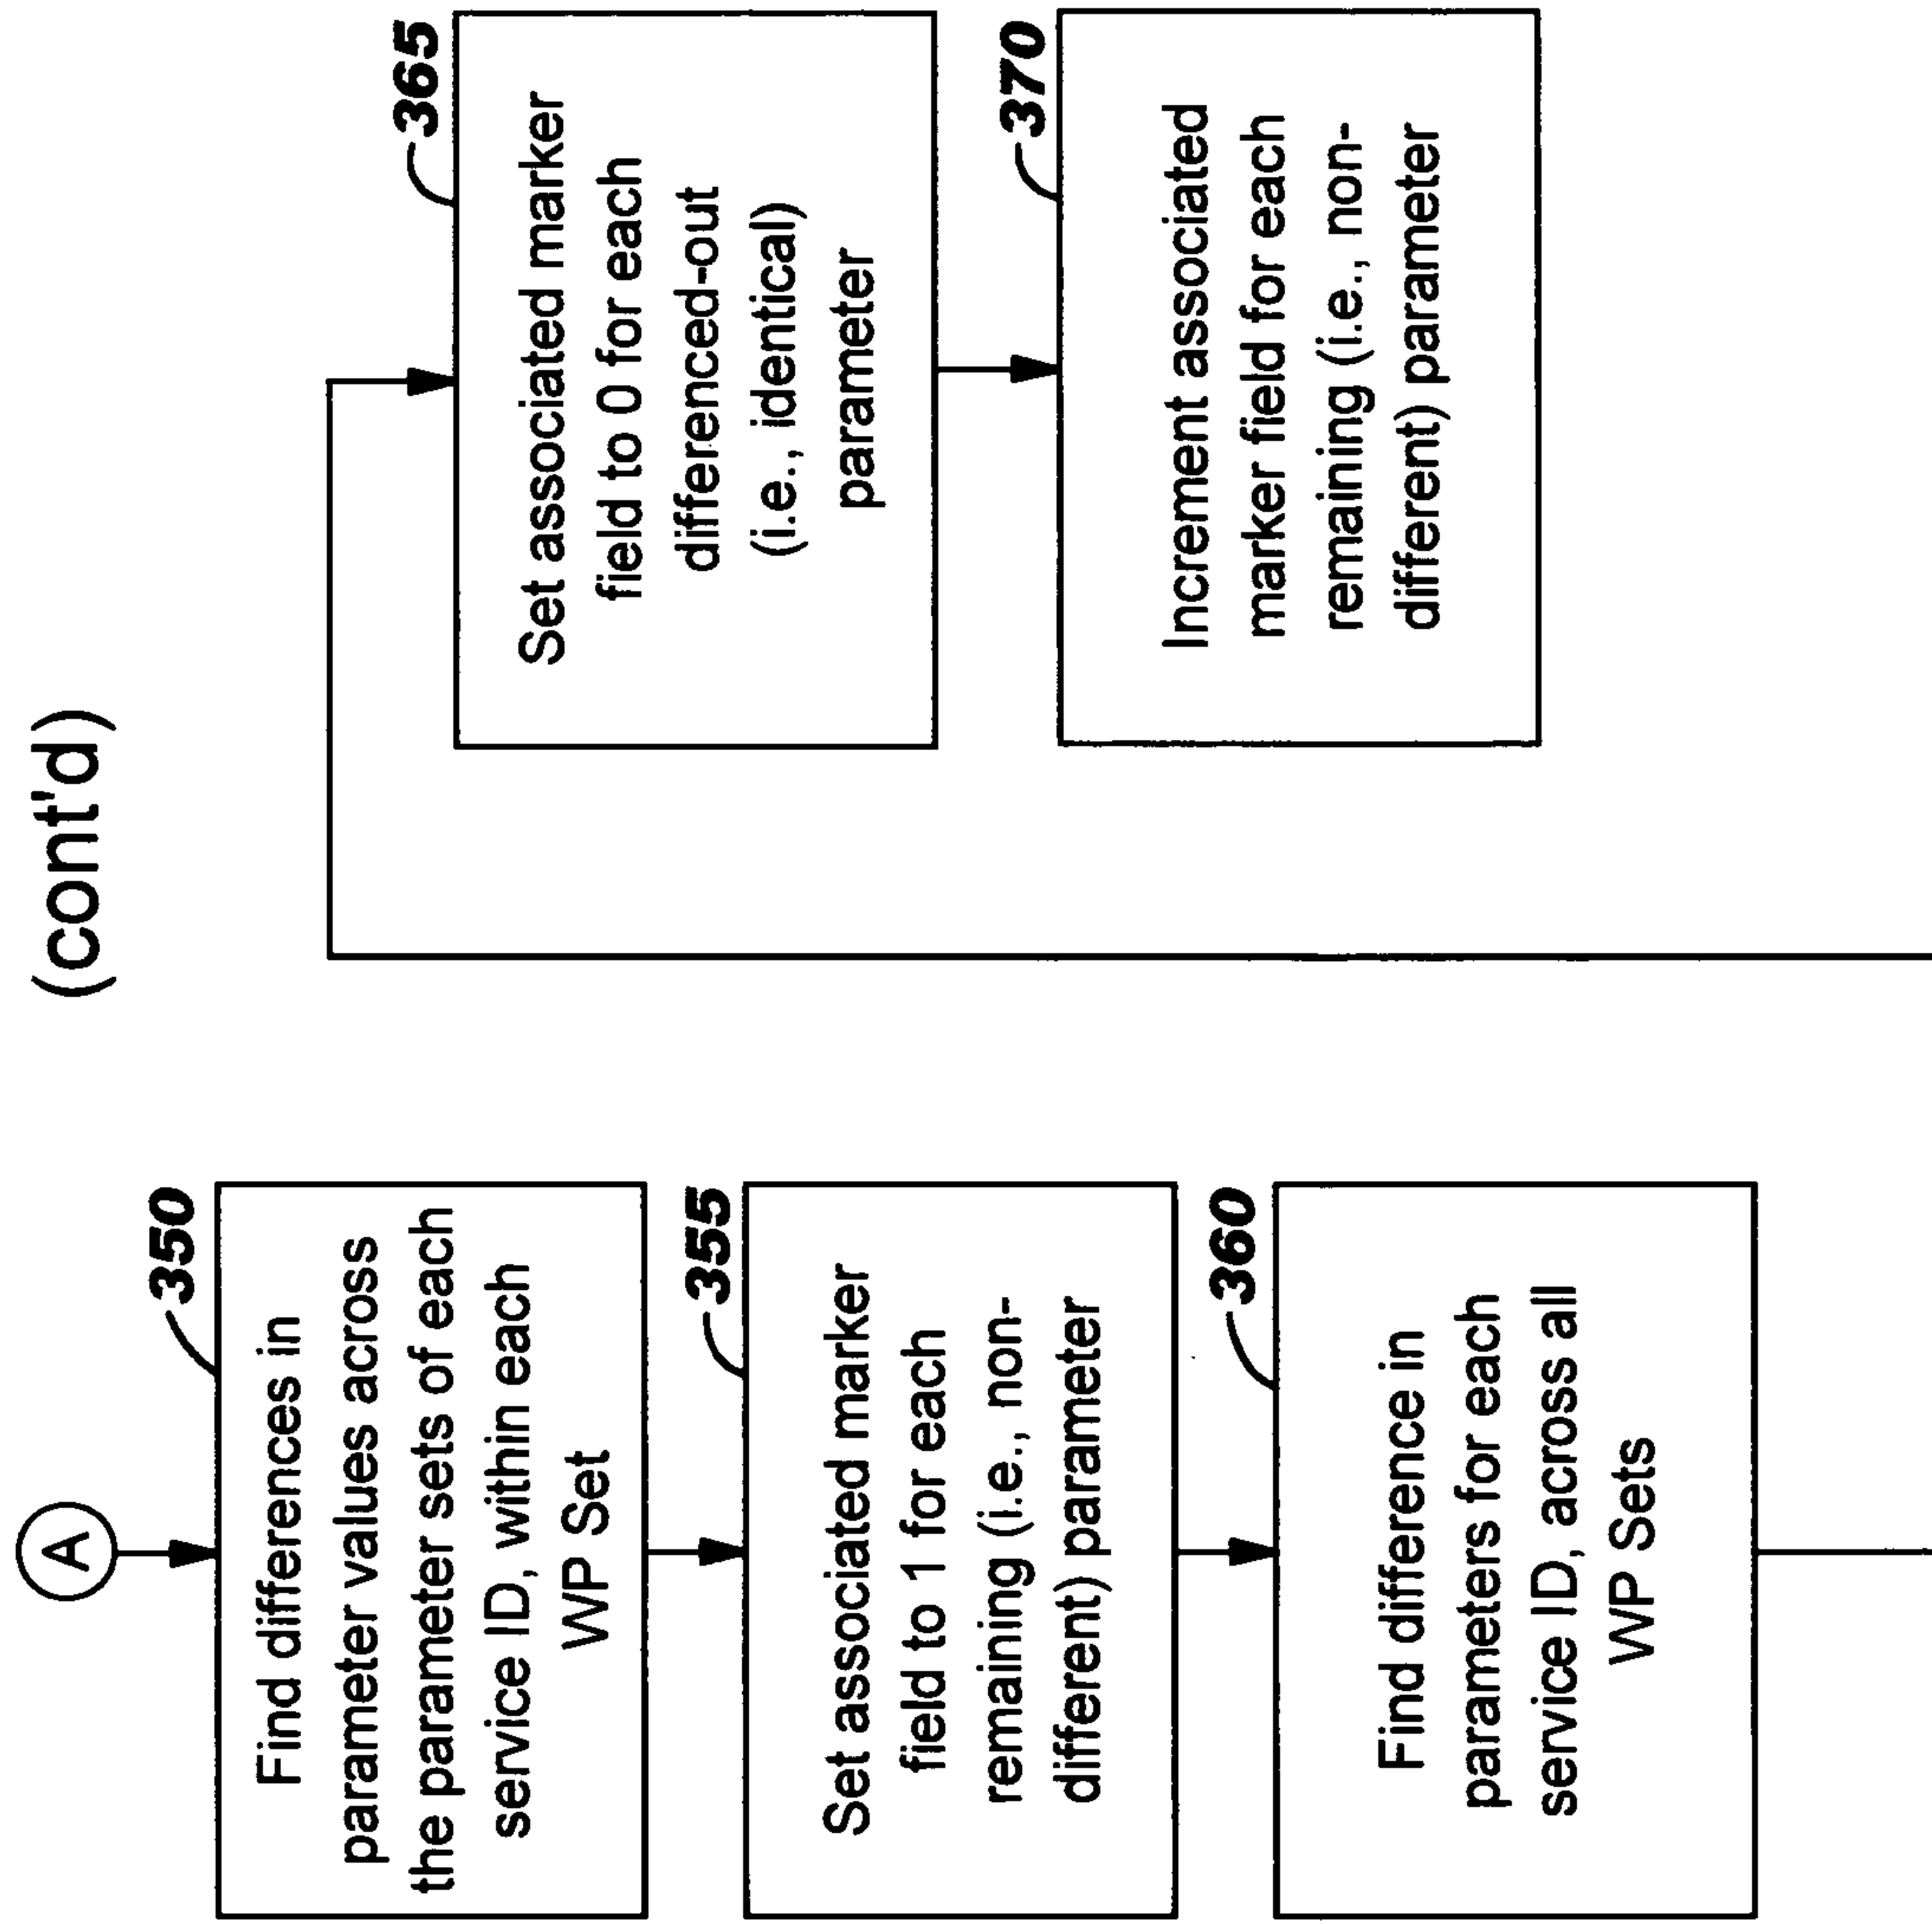 (cont'd)
A
350
Find differences in
parameter values across
the parameter sets of each
service ID, within each
WP Set
355
Set associated marker
field to 1 for each
remaining (i.e., non-
different) parameter
360
Find difference in
parameters for each
service ID, across all
WP Sets
365
Set associated marker
field to 0 for each
differenced-out
(i.e., identical)
parameter
370
Increment associated
marker field for each
remaining (i.e., non-
different) parameter